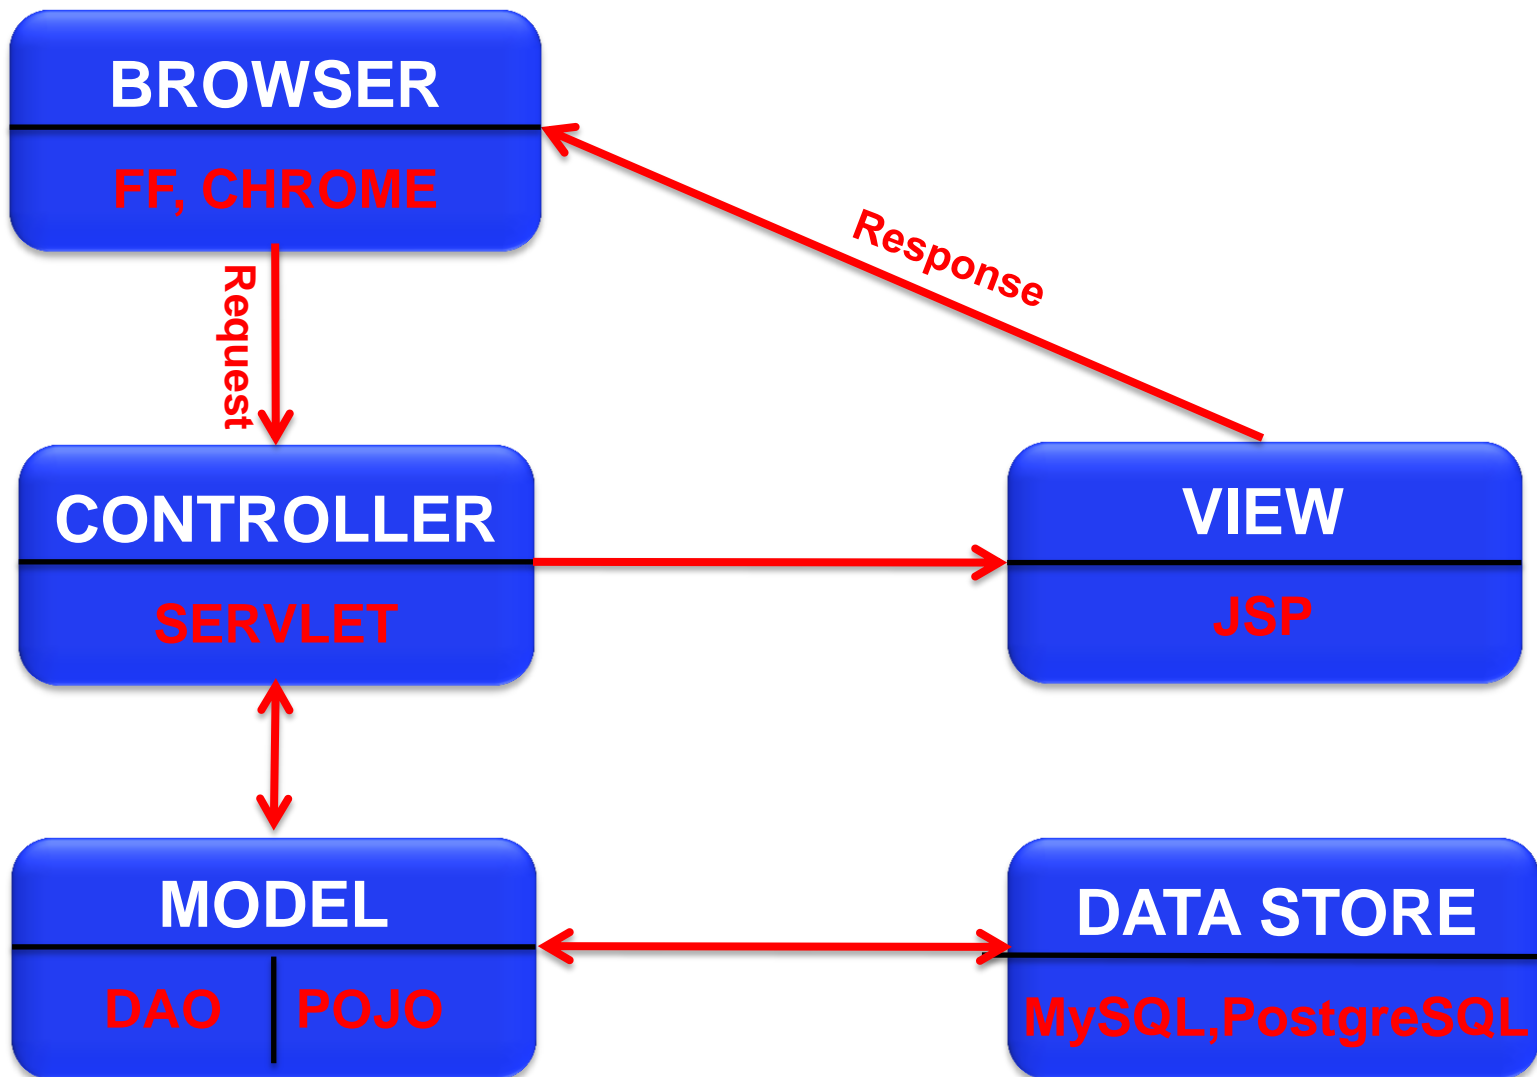 BROWSER
FF, CHROME
Request
Response
CONTROLLER
SERVLET
VIEW
JSP
MODEL
DAO
POJO
DATA STORE
MySQL,PostgreSQL